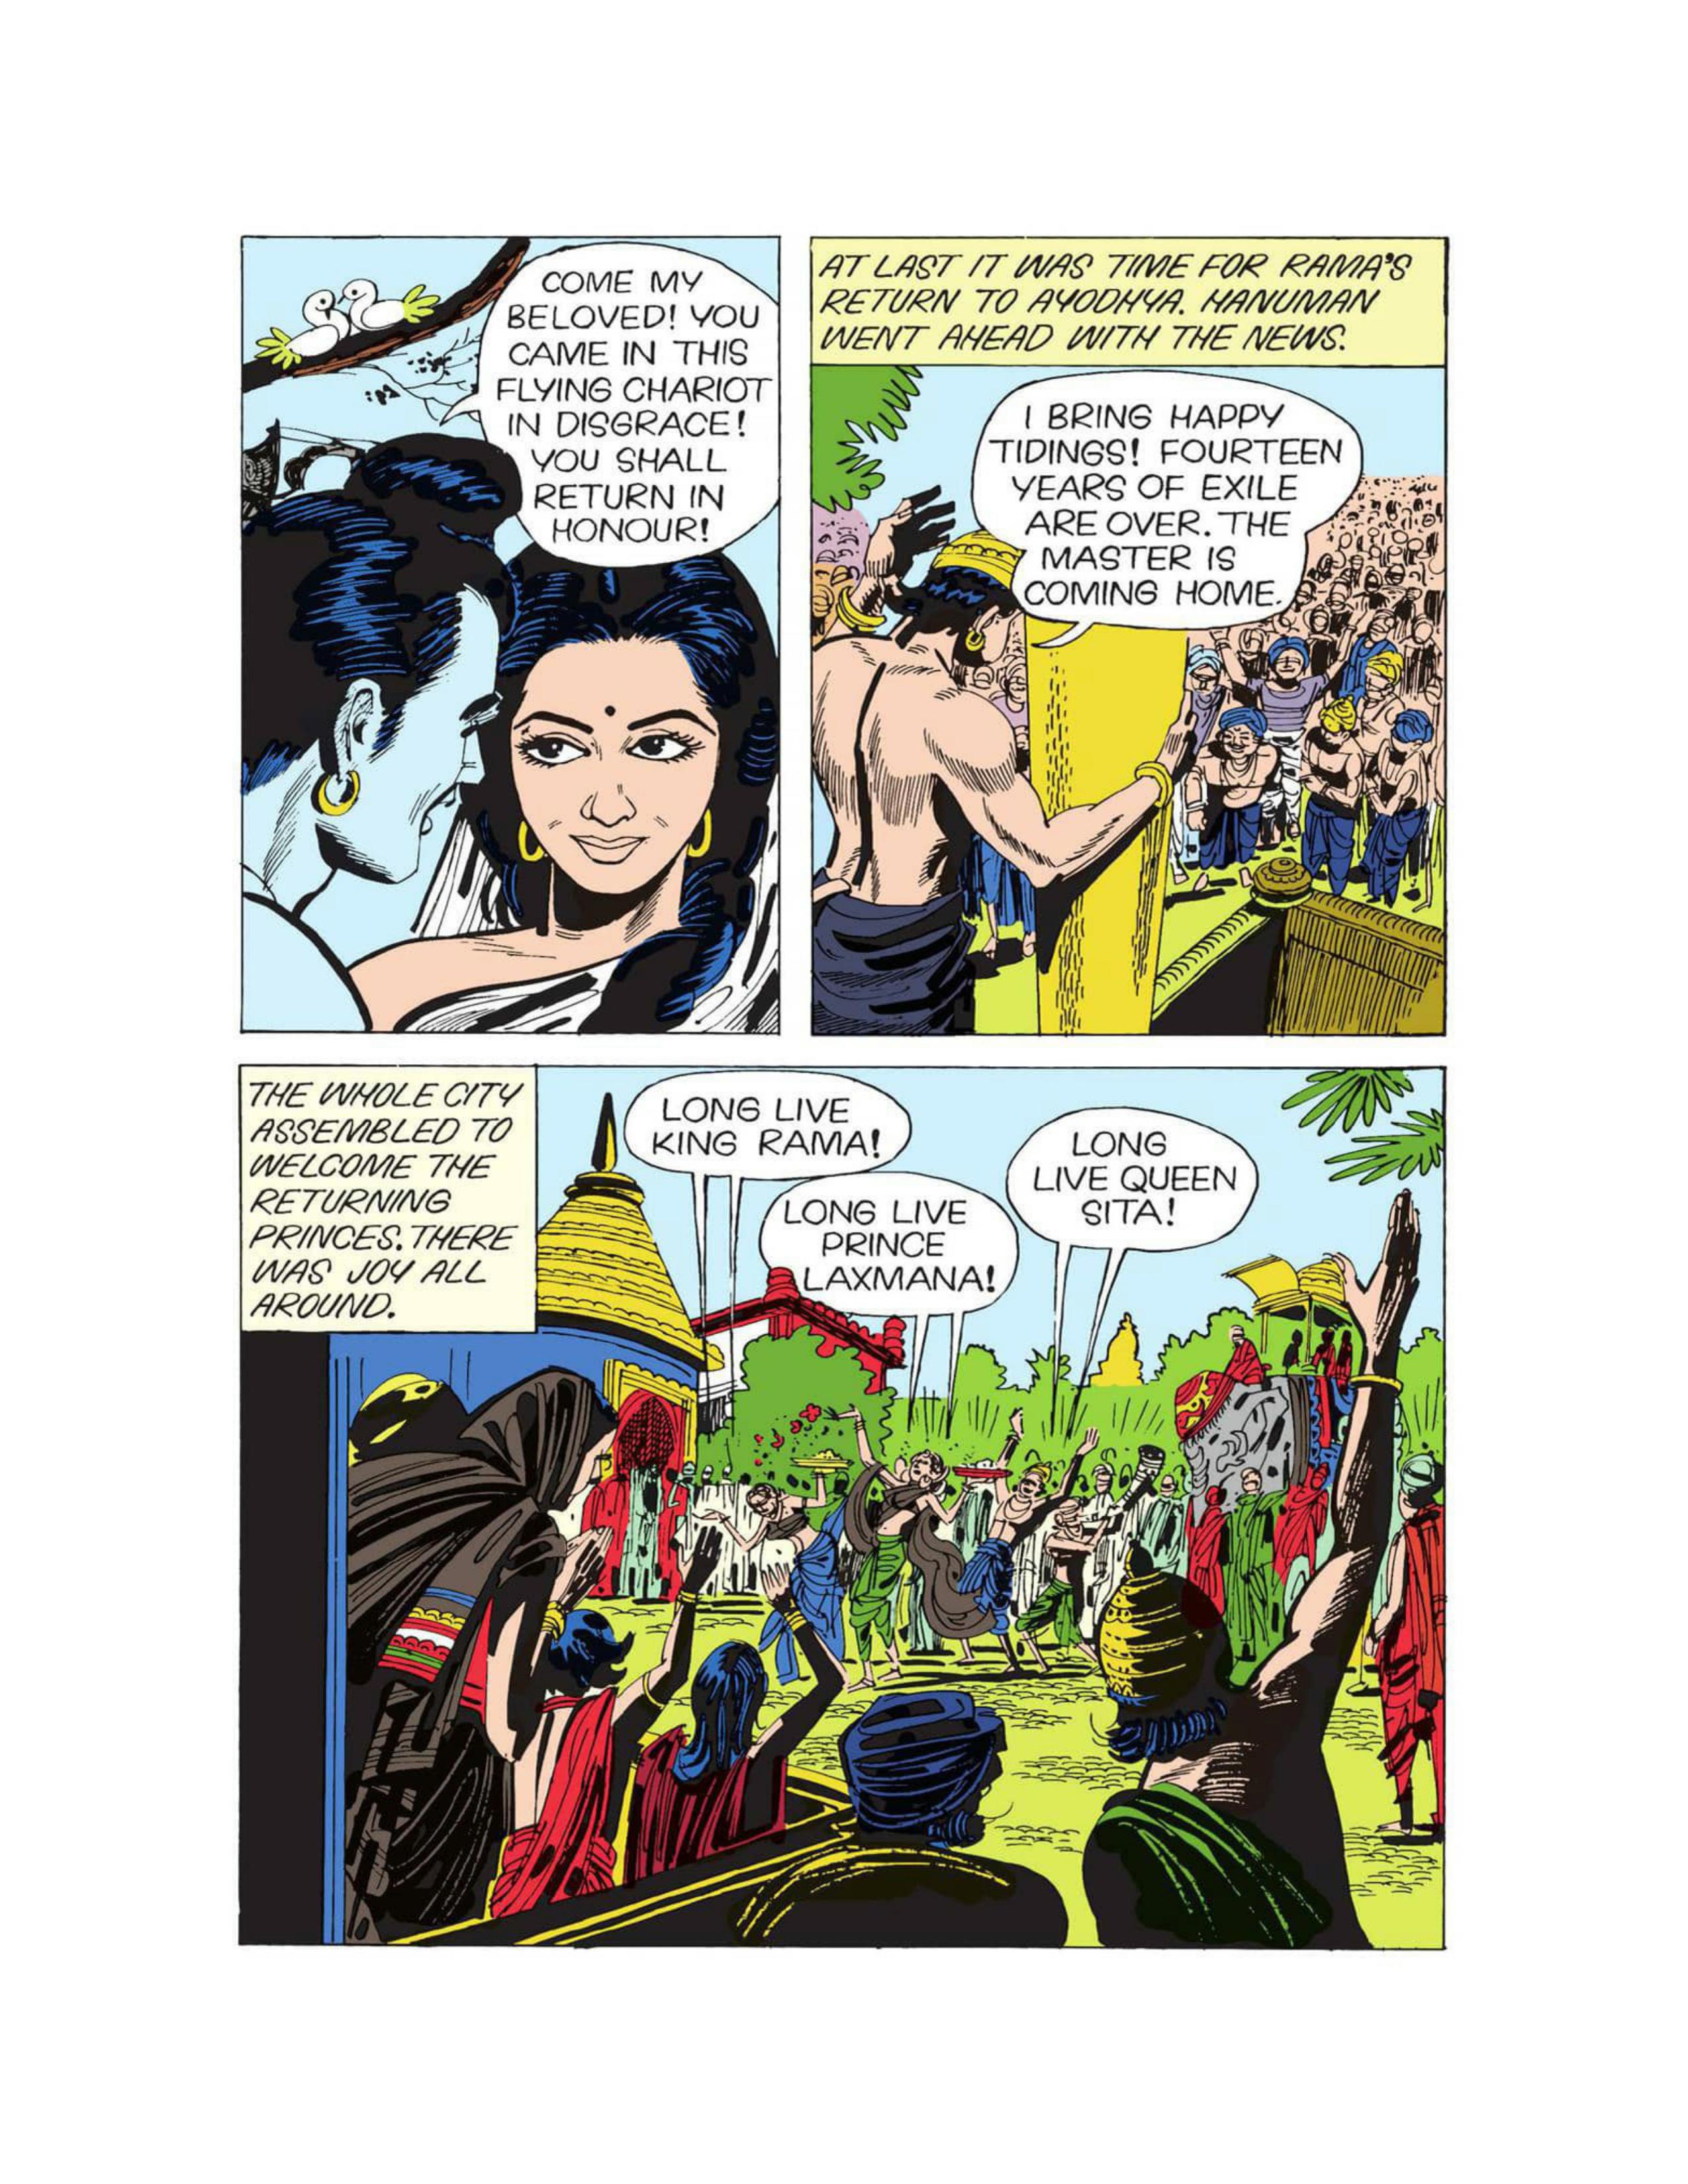 COME MY
BELOVED! YOU
CAME IN THIS
FLYING CHARIOT
IN DISGRACE!
YOU SHALL
RETURN IN
HONOUR!
AT LAST IT WAS TIME FOR RAMA'S
RETURN TO AYODHYA. HANUMAN
WENT AHEAD WITH THE NEWS.
I BRING HAPPY
TIDINGS! FOURTEEN
YEARS OF EXILE
ARE OVER. THE
MASTER IS
COMING HOME.
THE WHOLE CITY
ASSEMBLED TO
WELCOME THE
RETURNING
PRINCES. THERE
WAS JOY ALL
AROUND.
LONG LIVE
KING RAMA!
LONG LIVE
PRINCE
LAXMANA!
LONG
LIVE QUEEN
SITA!